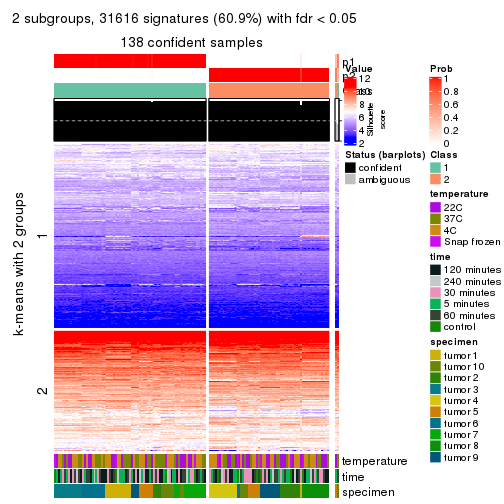 2 subgroups, 31616 signatures (60.9%) with fdr < 0.05
138 confident samples
p1
Value
12
10
8
6
4
2
Silhouette
score
Prob
1
0.8
0.6
0.4
0.2
0
Status (barplots)
confident
ambiguous
Class
1
2
temperature
22C
37C
4C
Snap frozen
time
120 minutes
240 minutes
30 minutes
5 minutes
60 minutes
control
specimen
tumor 1
tumor 10
tumor 2
tumor 3
tumor 4
tumor 5
tumor 6
tumor 7
tumor 8
tumor 9
k-means with 2 groups
1
2
temperature
time
specimen